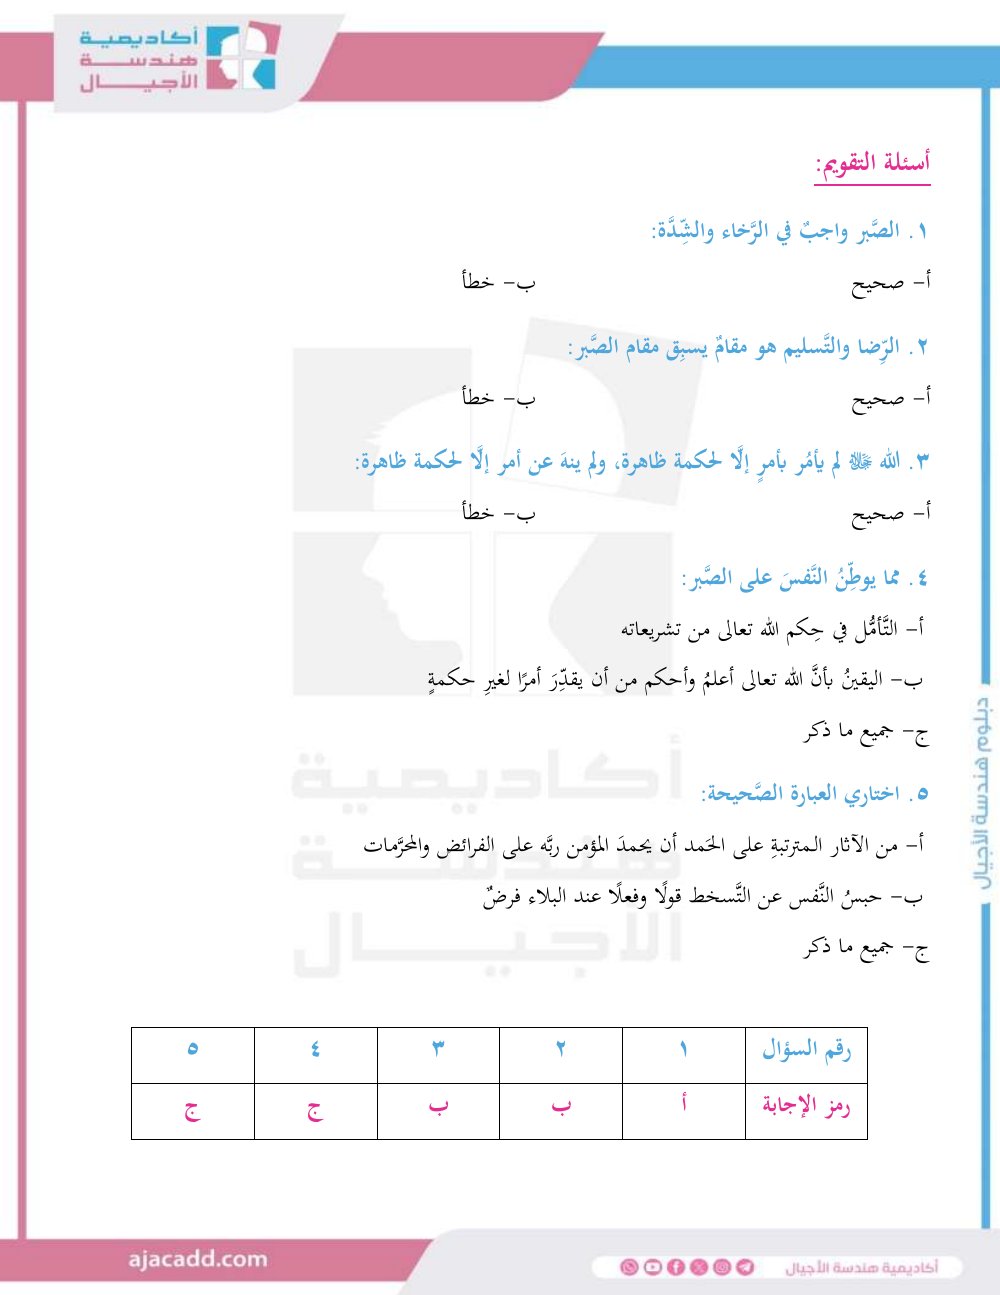 أكاديمية
هندسة
الأجيال
أسئلة التقويم:
١. الصَّبر واجبٌ في الرَّخاء والشِّدَّة:
أ- صحيح ب- خطأ
٢. الرِّضا والتَّسليم هو مقامٌ يسبِق مقام الصَّبر:
أ- صحيح ب- خطأ
٣. الله ﷻ لم يأمُر بأمرٍ إلَّا لحكمة ظاهرة، ولم ينهَ عن أمر إلَّا لحكمة ظاهرة:
أ- صحيح ب- خطأ
٤. مما يوطِّنُ النَّفسَ على الصَّبر:
أ- التَّأمُّل في حِكم الله تعالى من تشريعاته
ب- اليقينُ بأنَّ الله تعالى أعلمُ وأحكم من أن يقدِّرَ أمرًا لغيرِ حكمةٍ
ج- جميع ما ذكر
٥. اختاري العبارة الصَّحيحة:
أ- من الآثار المترتبةِ على الحَمد أن يحمدَ المؤمن ربَّه على الفرائض والمحرَّمات
ب- حبسُ النَّفس عن التَّسخط قولًا وفعلًا عند البلاء فرضٌ
ج- جميع ما ذكر
أكاديمية
هندسة
الأجيال
رقم السؤال ١ ٢ ٣ ٤ ٥
رمز الإجابة أ ب ب ج ج
دبلوم هندسة الأجيال
أكاديمية هندسة الأجيال
ajacadd.com